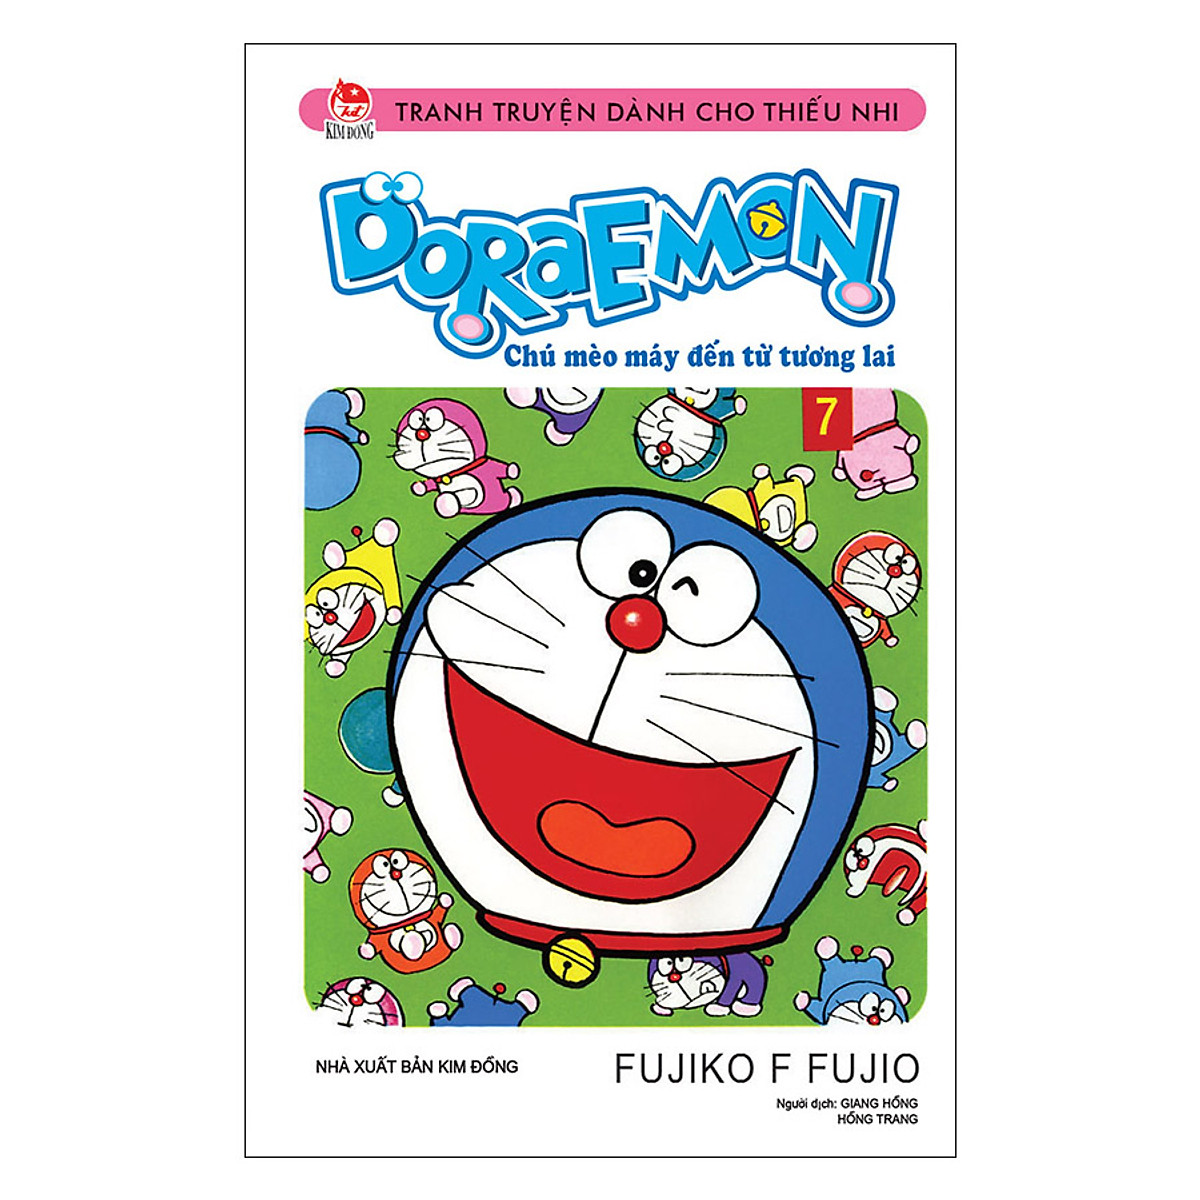 TRANH TRUYỆN DÀNH CHO THIẾU NHI
kđ
KIM ĐỒNG
DORAEMON
Chú mèo máy đến từ tương lai
7
NHÀ XUẤT BẢN KIM ĐỒNG
FUJIKO F FUJIO
Người dịch: GIANG HỒNG
HỒNG TRANG